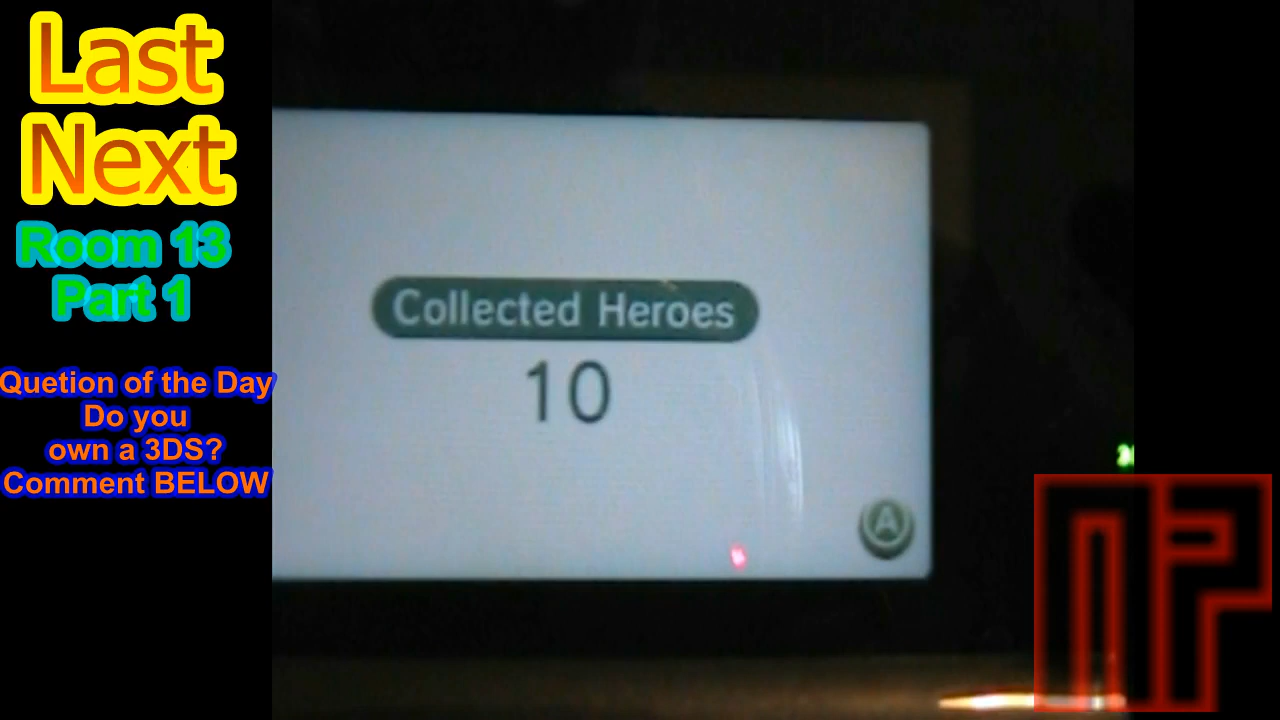 Last
Next
Room 13
Part 1
Quetion of the Day
Do you
own a 3DS?
Comment BELOW
Collected Heroes
10
A